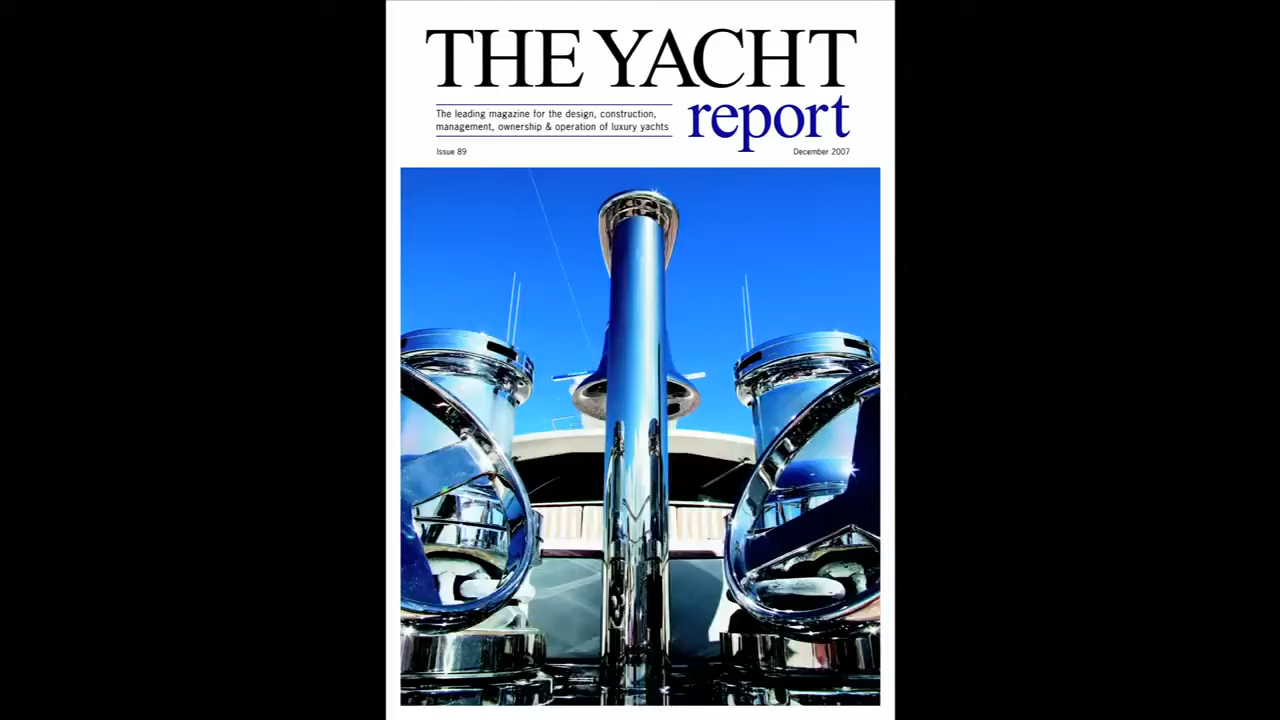 THE YACHT
report
The leading magazine for the design, construction,
management, ownership & operation of luxury yachts
Issue 89
December 2007